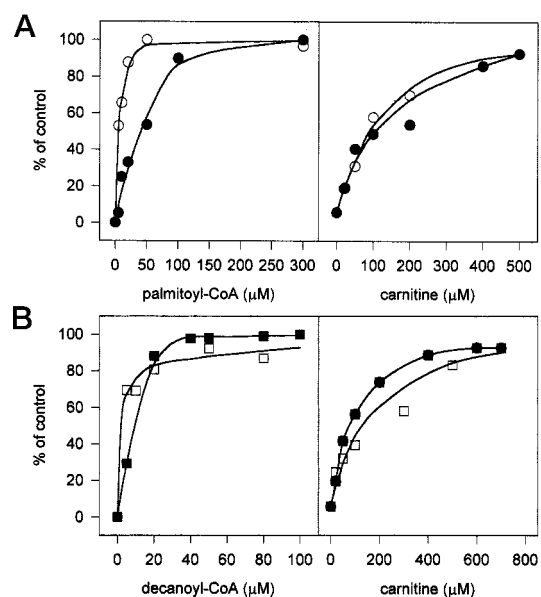 A
% of control
100
80
60
40
20
0
0 50 100 150 200 250 300
palmitoyl-CoA (µM)
0 100 200 300 400 500
carnitine (µM)
B
% of control
100
80
60
40
20
0
0 20 40 60 80 100
decanoyl-CoA (µM)
0 200 400 600 800
carnitine (µM)